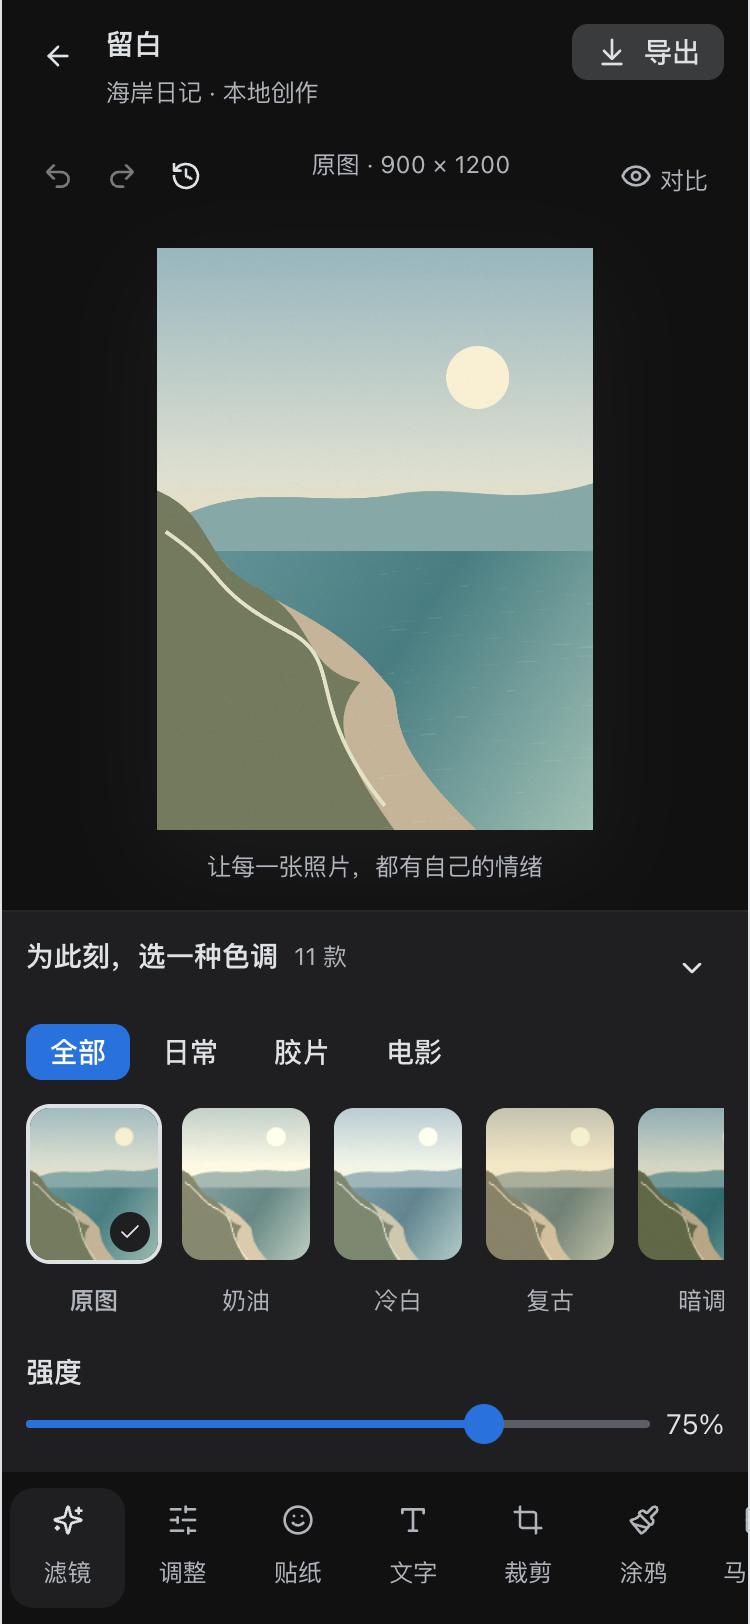 留白
导出
海岸日记 · 本地创作
原图 · 900 × 1200
对比
让每一张照片，都有自己的情绪
为此刻，选一种色调 11 款
全部 日常 胶片 电影
原图 奶油 冷白 复古 暗调
强度
75%
滤镜 调整 贴纸 文字 裁剪 涂鸦 马